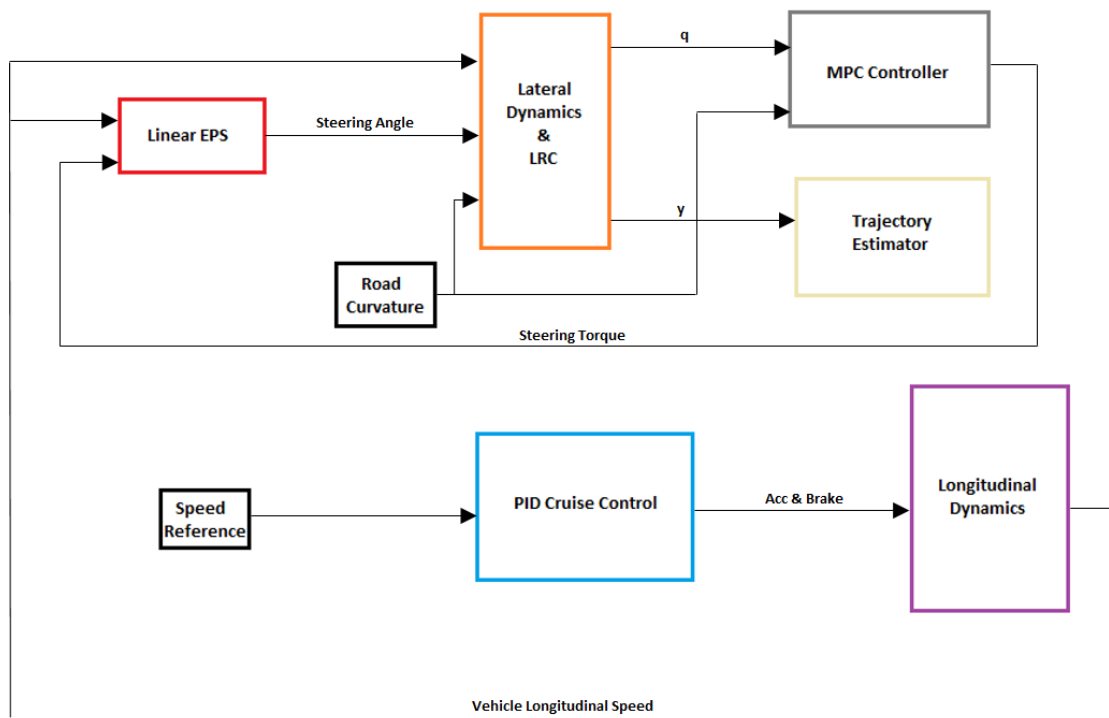 q
MPC Controller
Lateral
Dynamics
&
LRC
Steering Angle
Linear EPS
y
Trajectory
Estimator
Road
Curvature
Steering Torque
Speed
Reference
PID Cruise Control
Acc & Brake
Longitudinal
Dynamics
Vehicle Longitudinal Speed